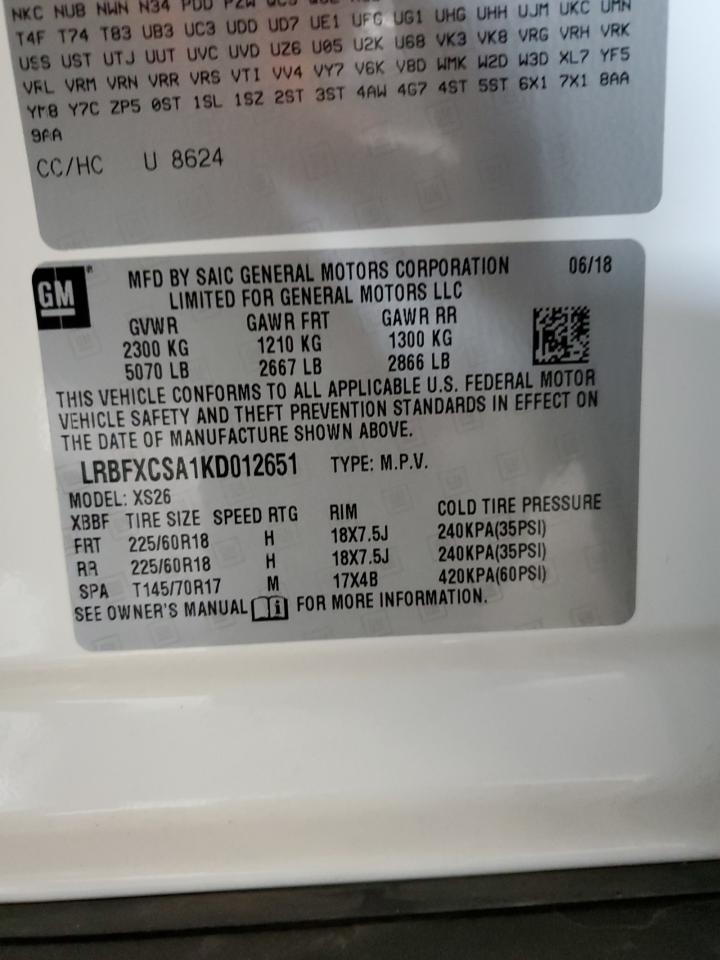 NKC NUB NWN N34 PDD PZW
T4F T74 T83 UB3 UC3 UDD UD7 UE1 UFG UG1 UHG UHH UJM UKC UMN
USS UST UTJ UUT UVC UVD UZ6 U05 U2K U68 VK3 VK8 VRG VRH VRK
VRL VRM VRN VRR VRS VTI VV4 VY7 V6K V8D WMK W2D W3D XL7 YF5
YM8 Y7C ZP5 0ST 1SL 1SZ 2ST 3ST 4AW 4G7 4ST 5ST 6X1 7X1 8AA
9AA
CC/HC U 8624
GM MFD BY SAIC GENERAL MOTORS CORPORATION 06/18
LIMITED FOR GENERAL MOTORS LLC
GVWR GAWR FRT GAWR RR
2300 KG 1210 KG 1300 KG
5070 LB 2667 LB 2866 LB
THIS VEHICLE CONFORMS TO ALL APPLICABLE U.S. FEDERAL MOTOR
VEHICLE SAFETY AND THEFT PREVENTION STANDARDS IN EFFECT ON
THE DATE OF MANUFACTURE SHOWN ABOVE.
LRBFXCSA1KD012651 TYPE: M.P.V.
MODEL: XS26
XBBF TIRE SIZE SPEED RTG RIM COLD TIRE PRESSURE
FRT 225/60R18 H 18X7.5J 240KPA(35PSI)
RR 225/60R18 H 18X7.5J 240KPA(35PSI)
SPA T145/70R17 M 17X4B 420KPA(60PSI)
SEE OWNER'S MANUAL FOR MORE INFORMATION.